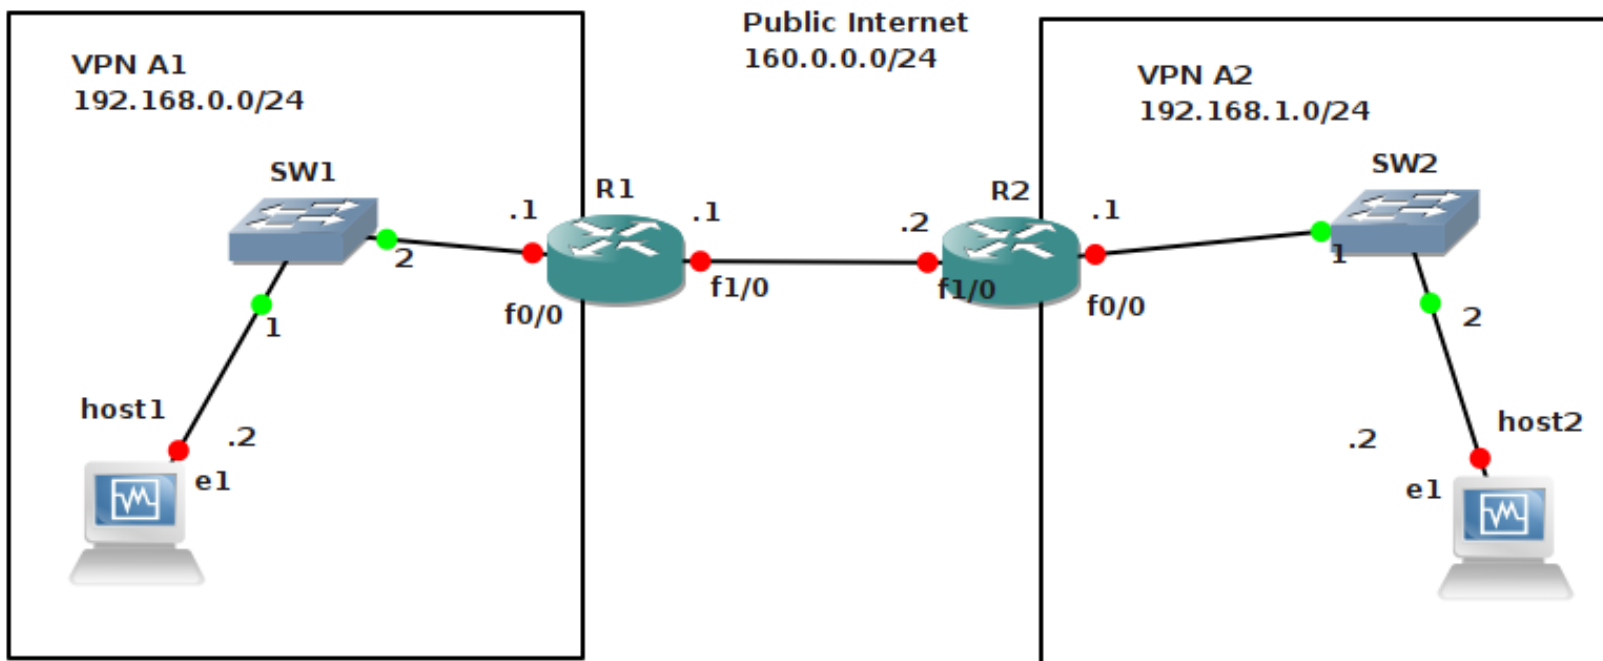 Public Internet
160.0.0.0/24
VPN A1
192.168.0.0/24
VPN A2
192.168.1.0/24
SW1
R1
R2
SW2
.1
.1
.2
.1
2
f0/0
f1/0
f1/0
f0/0
1
1
2
host1
.2
e1
.2
host2
e1